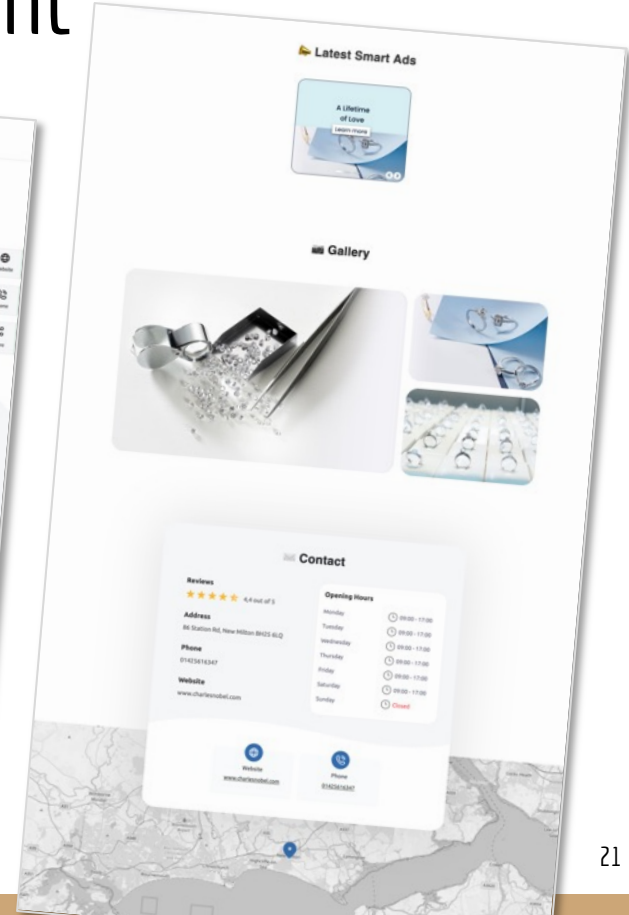 Latest Smart Ads
A Lifetime
of Love
Learn more
Gallery
Contact
Reviews
4,4 out of 5
Address
86 Station Rd, New Milton BH25 6LQ
Phone
01425616347
Website
www.charlesnobel.com
Opening Hours
Monday 09:00 - 17:00
Tuesday 09:00 - 17:00
Wednesday 09:00 - 17:00
Thursday 09:00 - 17:00
Friday 09:00 - 17:00
Saturday 09:00 - 17:00
Sunday Closed
Website
www.charlesnobel.com
Phone
01425616347
21